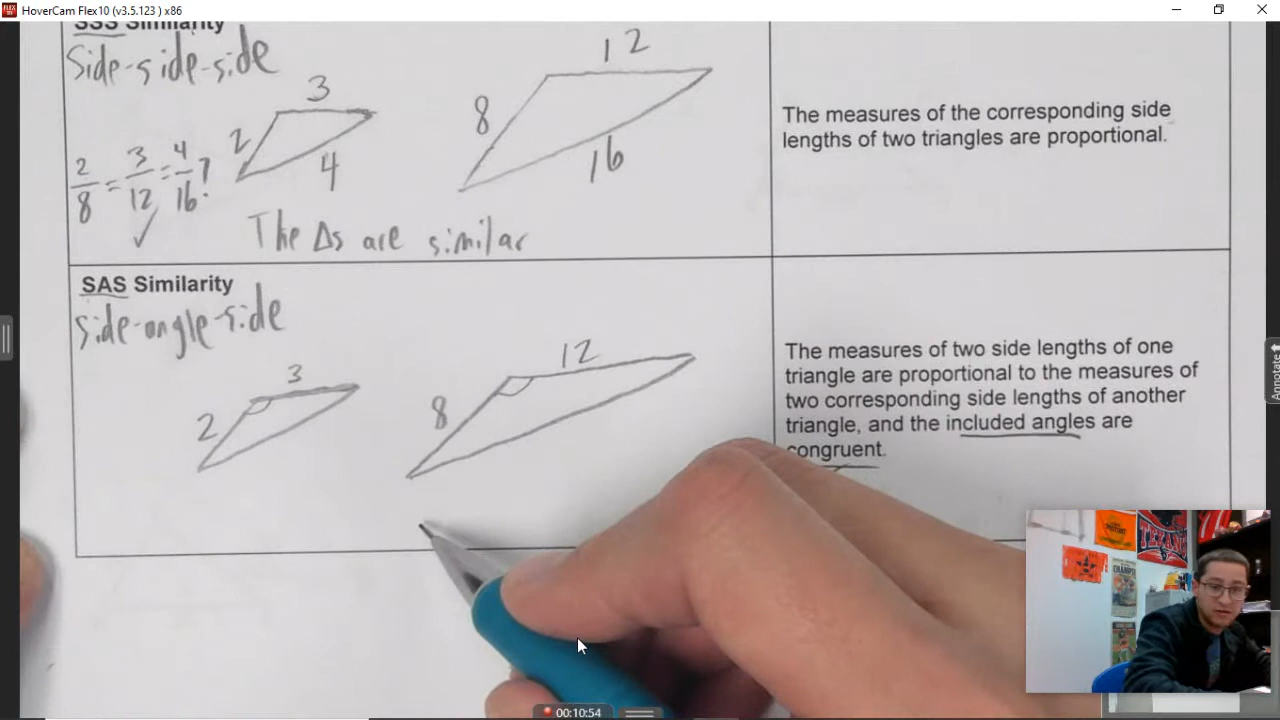 HoverCam Flex10 (v3.5.123) x86
SSS Similarity
Side-side-side
3
2
4
12
8
16
2/8 = 3/12 = 4/16 ?
✓
The Δs are similar
The measures of the corresponding side
lengths of two triangles are proportional.
SAS Similarity
side-angle-side
3
2
12
8
The measures of two side lengths of one
triangle are proportional to the measures of
two corresponding side lengths of another
triangle, and the included angles are
congruent.
Annotate
TEXANS
00:10:54